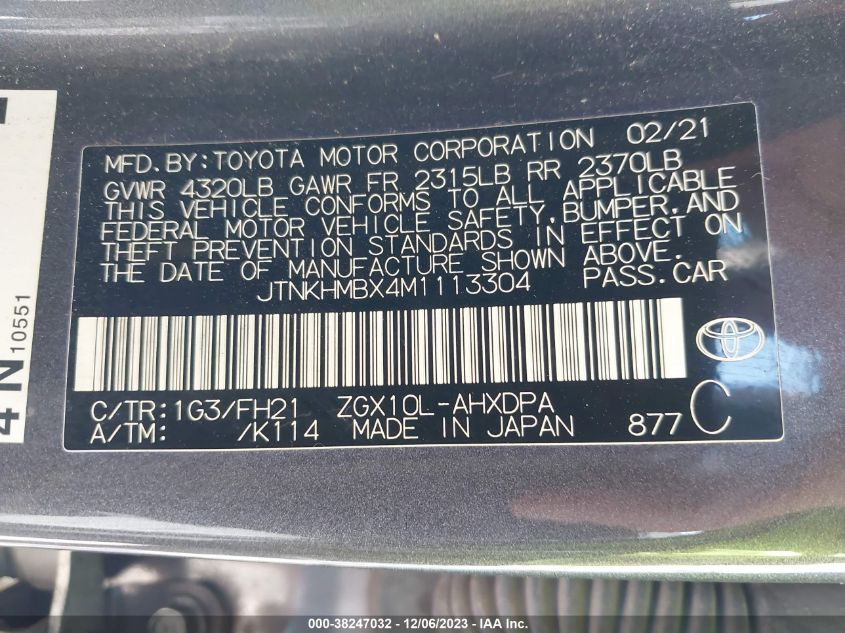 MFD.BY:TOYOTA MOTOR CORPORATION 02/21
GVWR 4320LB GAWR FR 2315LB RR 2370LB
THIS VEHICLE CONFORMS TO ALL APPLICABLE
FEDERAL MOTOR VEHICLE SAFETY,BUMPER,AND
THEFT PREVENTION STANDARDS IN EFFECT ON
THE DATE OF MANUFACTURE SHOWN ABOVE.
JTNKHMBX4M1113304 PASS.CAR
C/TR:1G3/FH21 ZGX10L-AHXDPA
A/TM: /K114 MADE IN JAPAN 877 C
4 N 10551
000-38247032 - 12/06/2023 - IAA Inc.